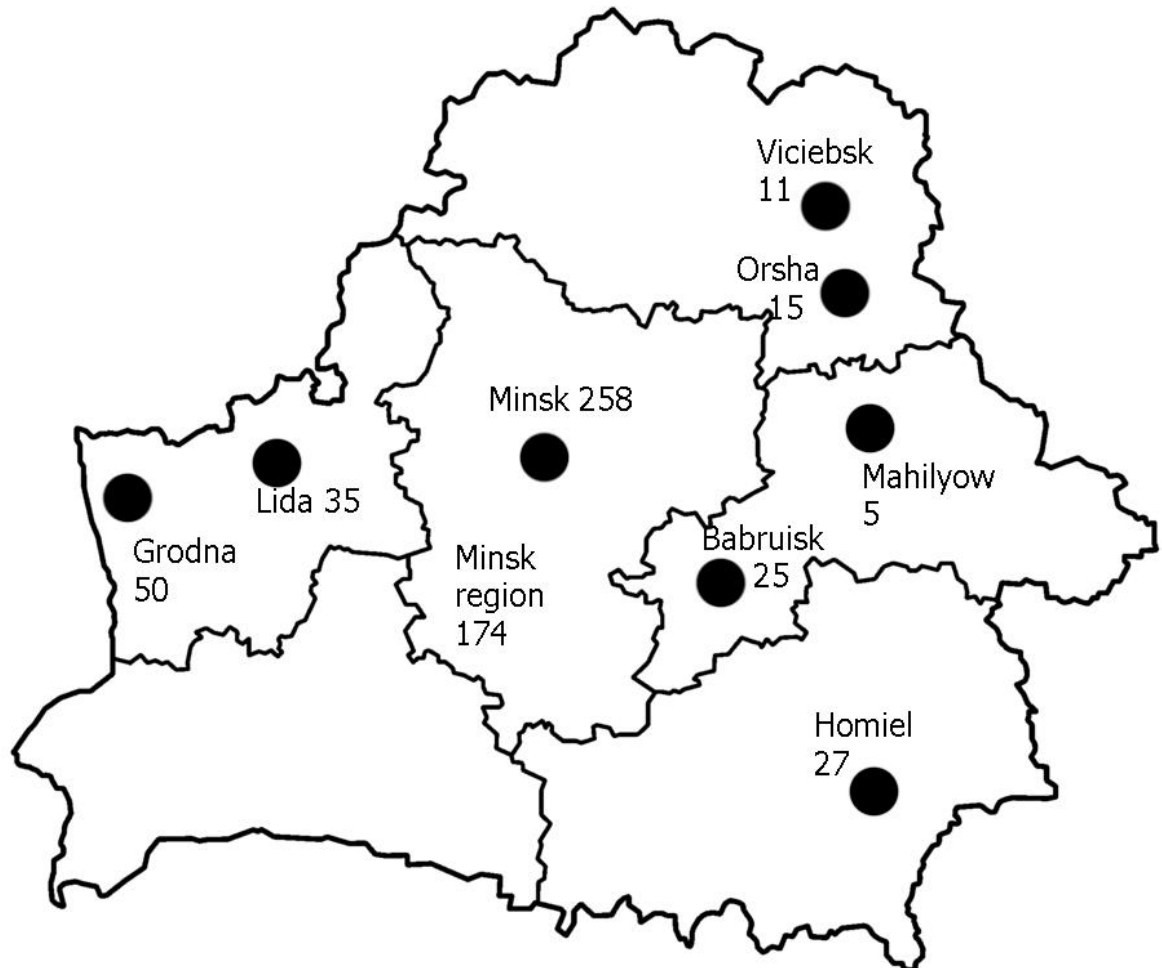 Viciebsk
11
Orsha
15
Minsk 258
Lida 35
Mahilyow
5
Grodna
50
Minsk
region
174
Babruisk
25
Homiel
27